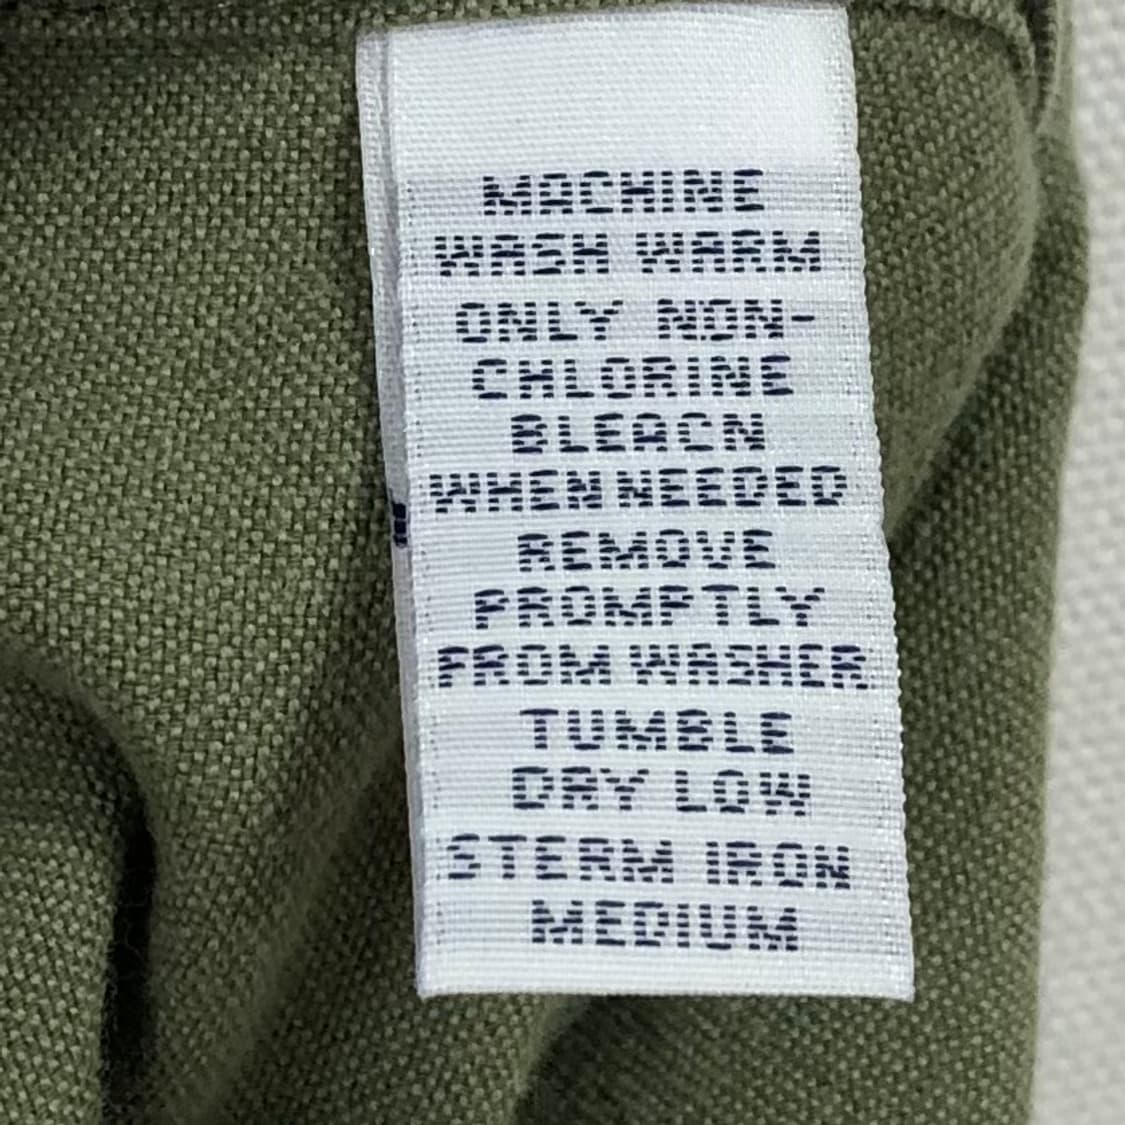 MACHINE
WASH WARM
ONLY NON-
CHLORINE
BLEACN
WHEN NEEDED
REMOVE
PROMPTLY
FROM WASHER
TUMBLE
DRY LOW
STERM IRON
MEDIUM